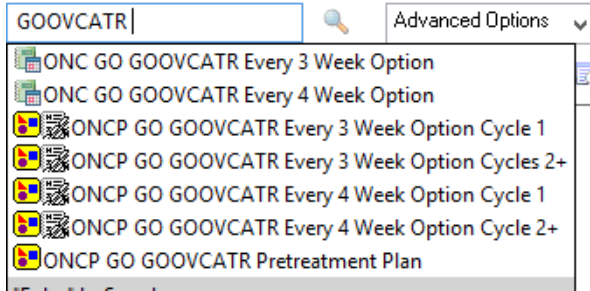 GOOVCATR
Advanced Options
ONC GO GOOVCATR Every 3 Week Option
ONC GO GOOVCATR Every 4 Week Option
ONCP GO GOOVCATR Every 3 Week Option Cycle 1
ONCP GO GOOVCATR Every 3 Week Option Cycles 2+
ONCP GO GOOVCATR Every 4 Week Option Cycle 1
ONCP GO GOOVCATR Every 4 Week Option Cycle 2+
ONCP GO GOOVCATR Pretreatment Plan